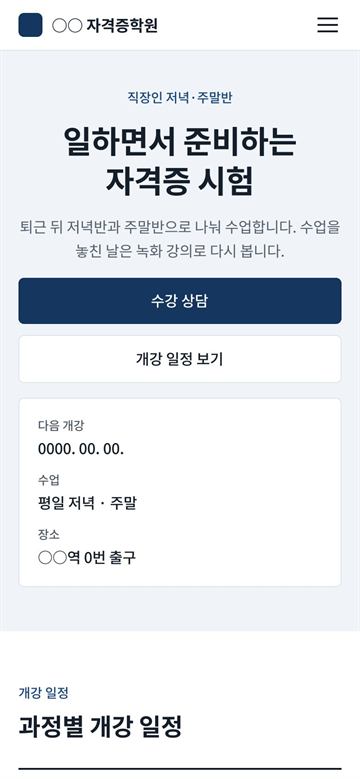 ○○ 자격증학원
직장인 저녁·주말반
일하면서 준비하는
자격증 시험
퇴근 뒤 저녁반과 주말반으로 나눠 수업합니다. 수업을
놓친 날은 녹화 강의로 다시 봅니다.
수강 상담
개강 일정 보기
다음 개강
0000. 00. 00.
수업
평일 저녁 · 주말
장소
○○역 0번 출구
개강 일정
과정별 개강 일정